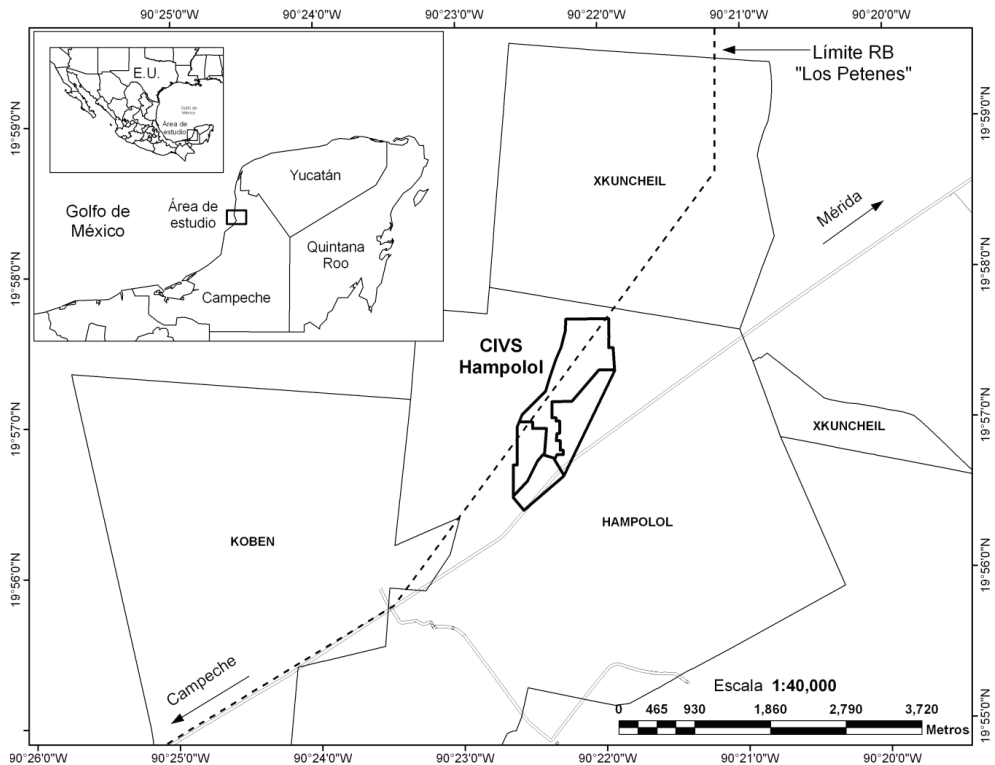 90°25'0"W
90°24'0"W
90°23'0"W
90°22'0"W
90°21'0"W
90°20'0"W
E.U.
Golfo de
México
Área de
estudio
Yucatán
Golfo de
México
Área de
estudio
Quintana
Roo
Campeche
Límite RB
"Los Petenes"
XKUNCHEIL
Mérida
CIVS
Hampolol
XKUNCHEIL
HAMPOLOL
KOBEN
Campeche
Escala 1:40,000
0 465 930 1,860 2,790 3,720
Metros
19°59'0"N
19°58'0"N
19°57'0"N
19°56'0"N
19°59'0"N
19°58'0"N
19°57'0"N
19°56'0"N
19°55'0"N
90°26'0"W
90°25'0"W
90°24'0"W
90°23'0"W
90°22'0"W
90°21'0"W
90°20'0"W